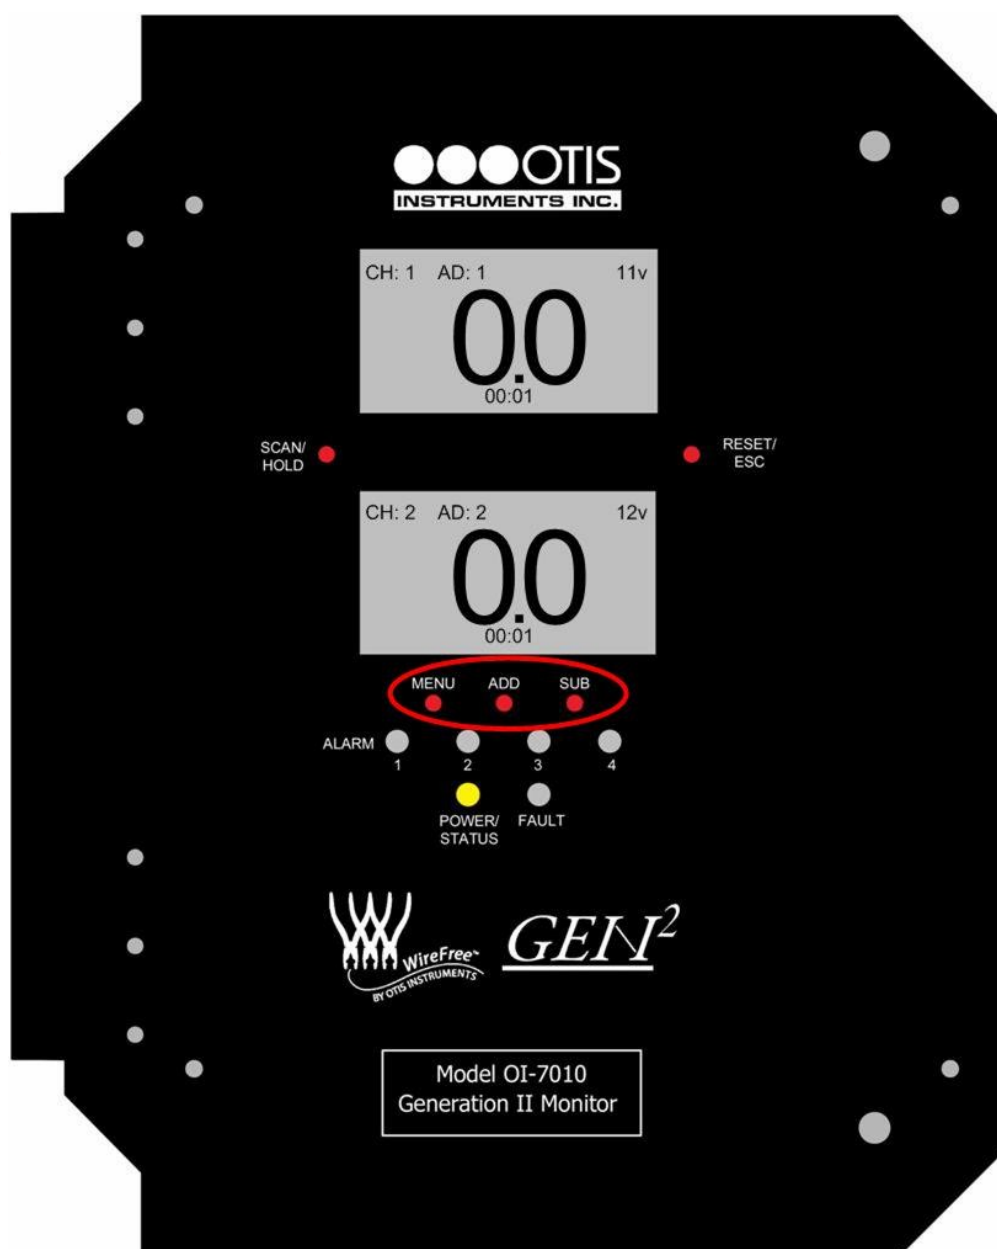 OTIS
INSTRUMENTS INC.
CH: 1 AD: 1 11v
0.0
00:01
SCAN/
HOLD
RESET/
ESC
CH: 2 AD: 2 12v
0.0
00:01
MENU ADD SUB
ALARM
1 2 3 4
POWER/
STATUS
FAULT
WireFree™
BY OTIS INSTRUMENTS
GEN²
Model OI-7010
Generation II Monitor